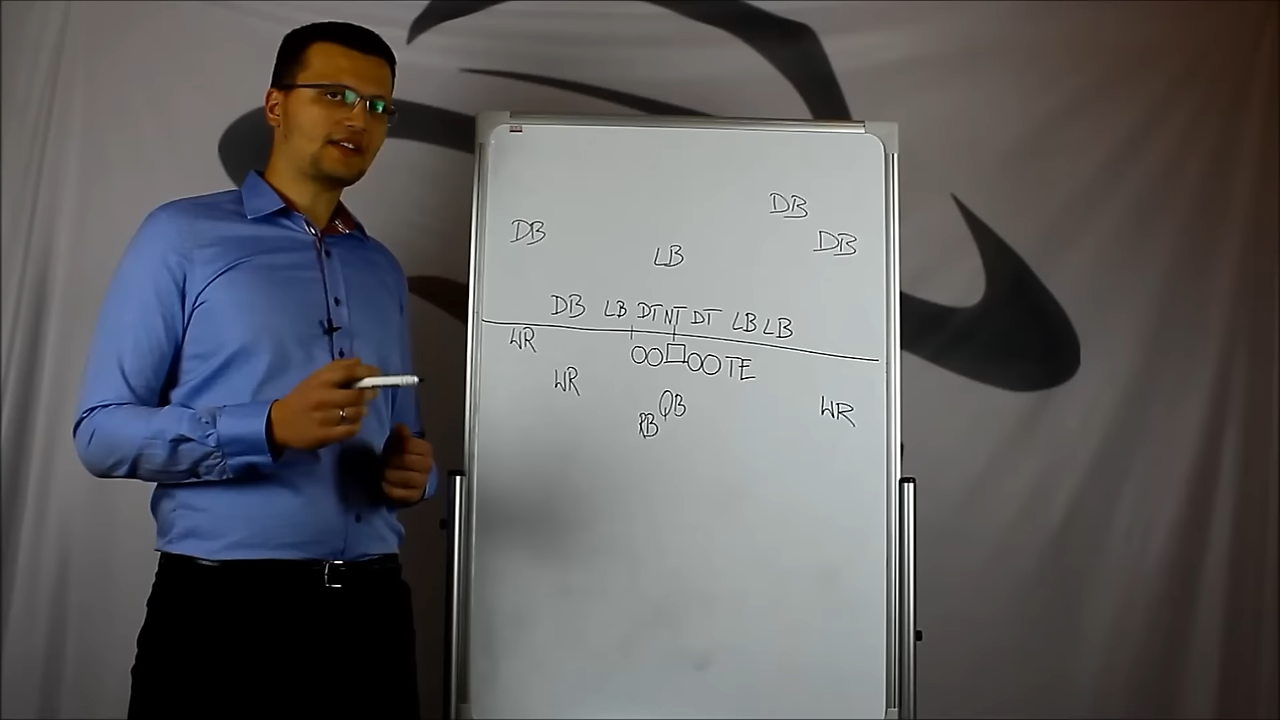 DB
DB
DB
LB
DB LB DT NT DT LB LB
WR
OO□OO TE
WR
QB
WR
RB